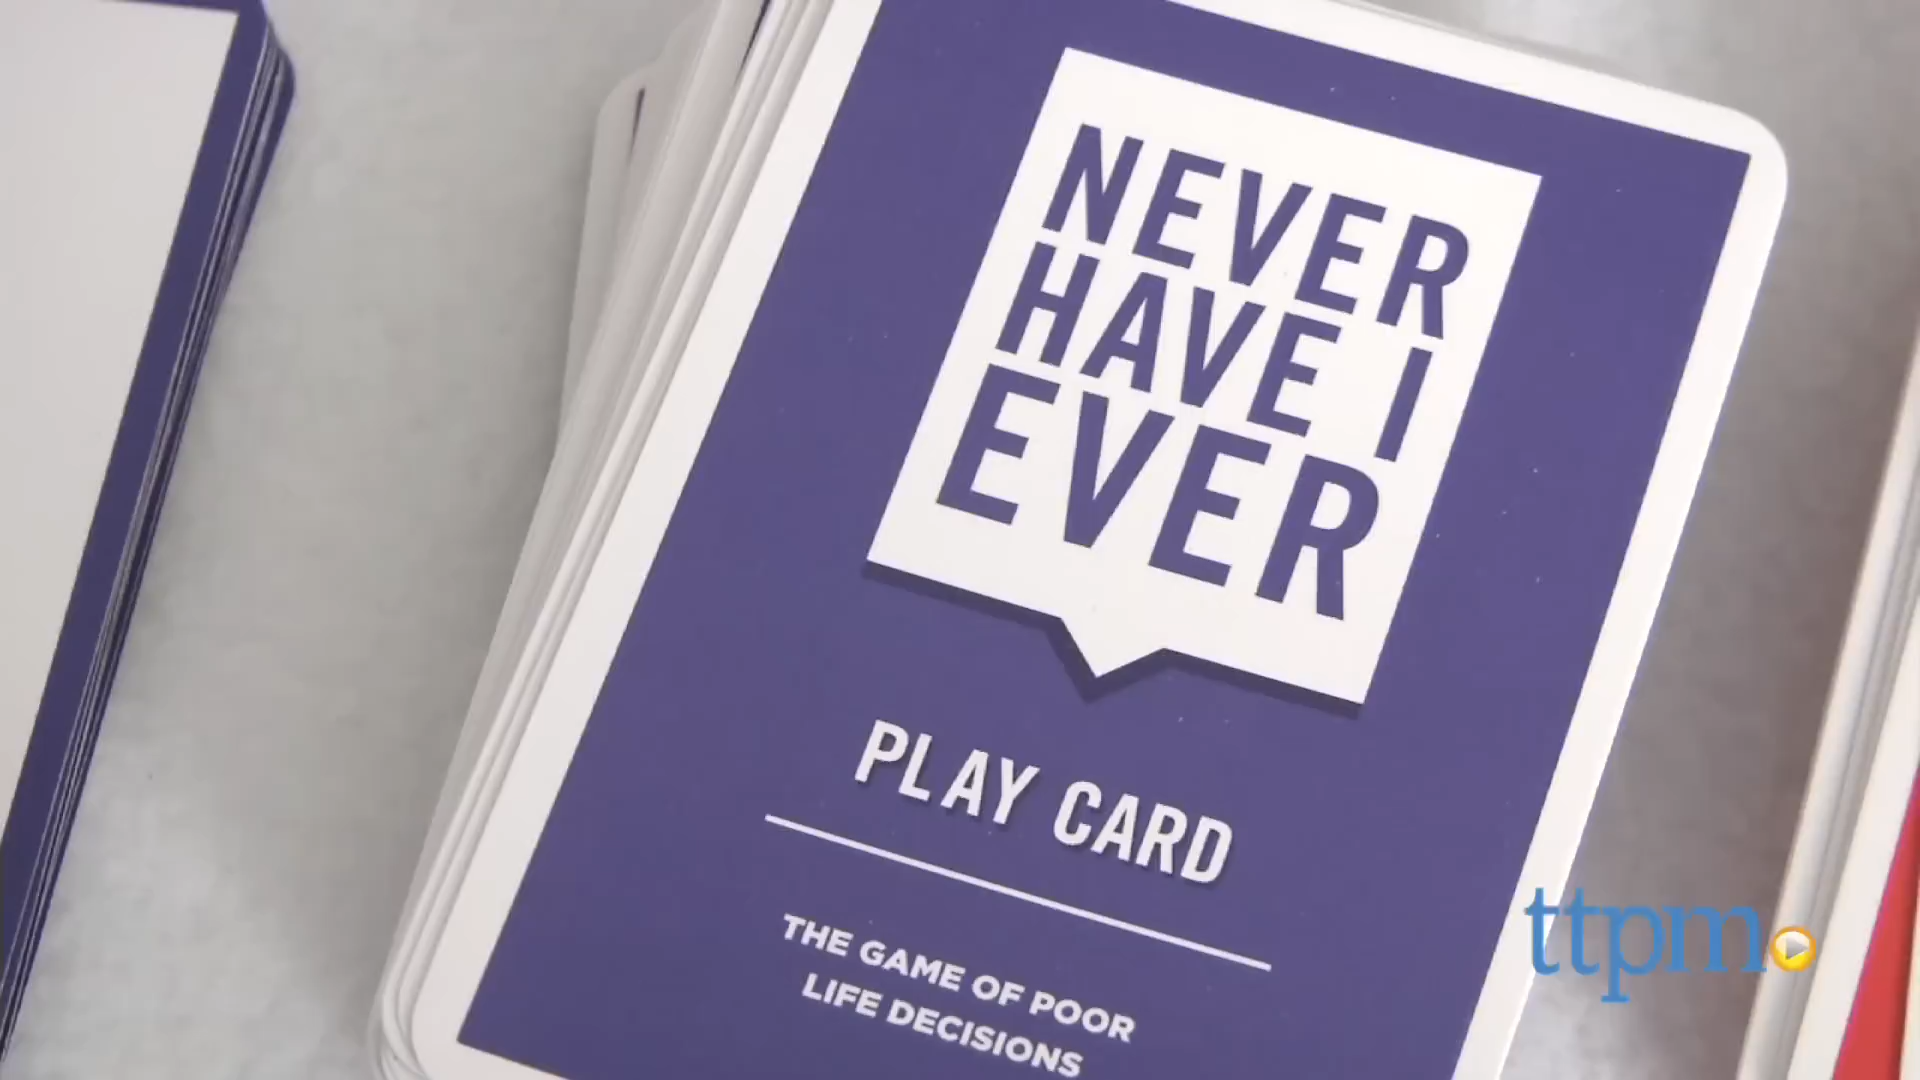 NEVER
HAVE I
EVER
PLAY CARD
THE GAME OF POOR
LIFE DECISIONS
ttpm